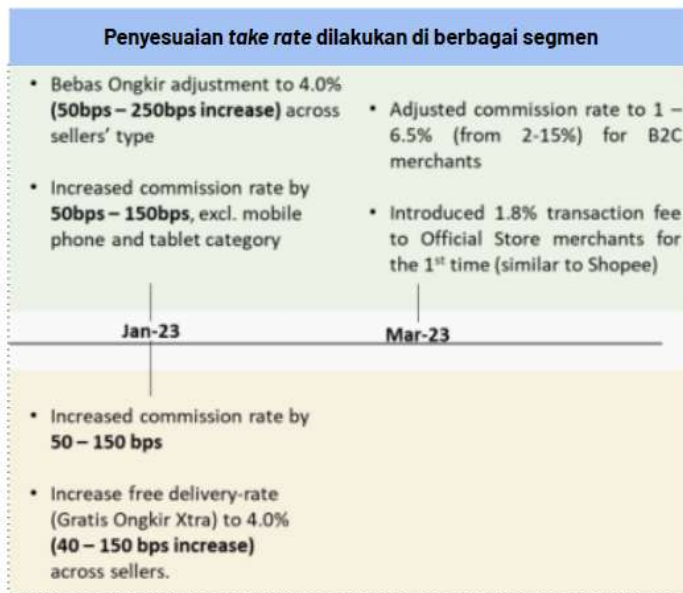 Penyesuaian take rate dilakukan di berbagai segmen
• Bebas Ongkir adjustment to 4.0%
(50bps – 250bps increase) across
sellers' type
• Increased commission rate by
50bps – 150bps, excl. mobile
phone and tablet category
• Adjusted commission rate to 1 –
6.5% (from 2-15%) for B2C
merchants
• Introduced 1.8% transaction fee
to Official Store merchants for
the 1st time (similar to Shopee)
Jan-23
Mar-23
• Increased commission rate by
50 – 150 bps
• Increase free delivery-rate
(Gratis Ongkir Xtra) to 4.0%
(40 – 150 bps increase)
across sellers.